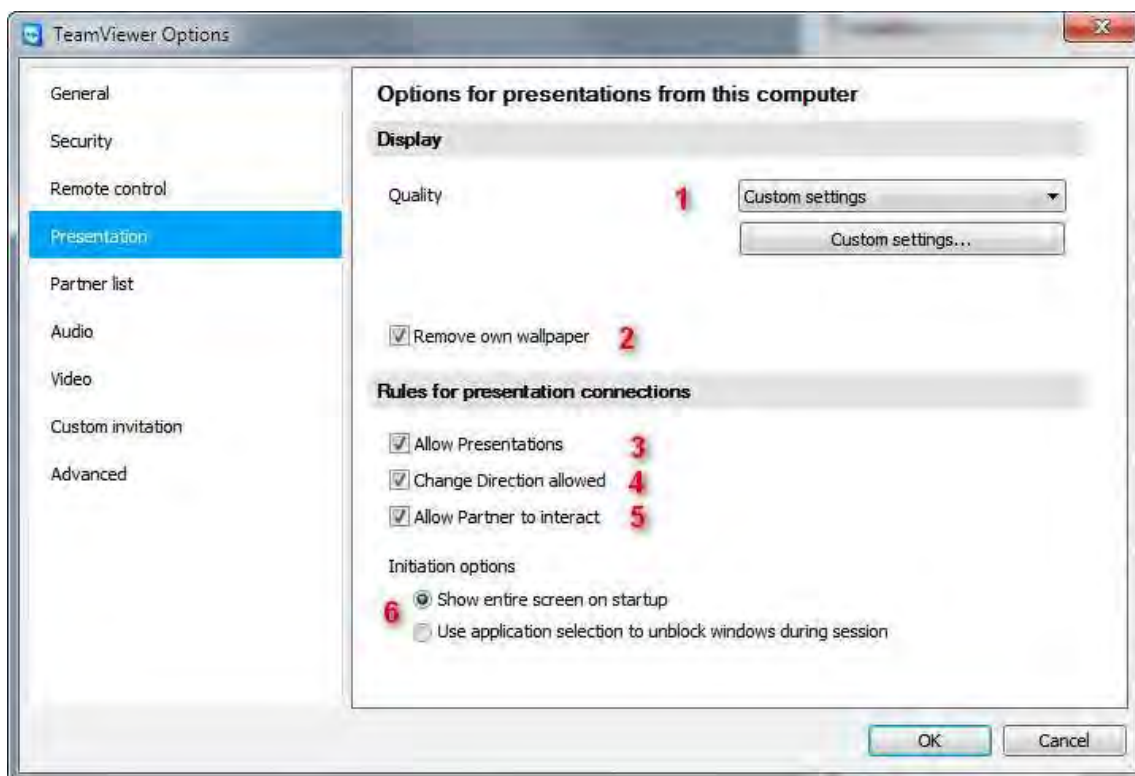 TeamViewer Options
General
Security
Remote control
Presentation
Partner list
Audio
Video
Custom invitation
Advanced
Options for presentations from this computer
Display
Quality 1 Custom settings
Custom settings...
Remove own wallpaper 2
Rules for presentation connections
Allow Presentations 3
Change Direction allowed 4
Allow Partner to interact 5
Initiation options
6 Show entire screen on startup
Use application selection to unblock windows during session
OK Cancel